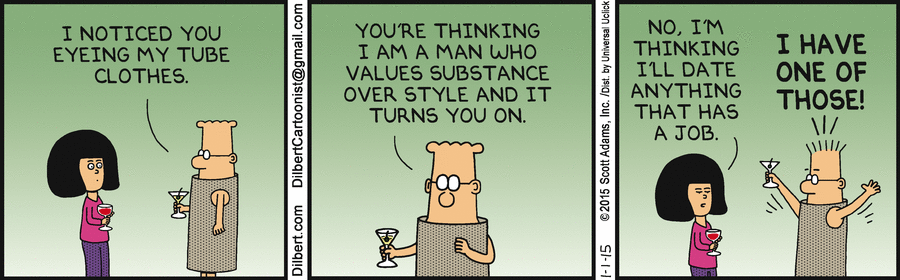 I NOTICED YOU
EYEING MY TUBE
CLOTHES.
Dilbert.com DilbertCartoonist@gmail.com
YOU'RE THINKING
I AM A MAN WHO
VALUES SUBSTANCE
OVER STYLE AND IT
TURNS YOU ON.
1-1-15 © 2015 Scott Adams, Inc. /Dist. by Universal Uclick
NO, I'M
THINKING
I'LL DATE
ANYTHING
THAT HAS
A JOB.
I HAVE
ONE OF
THOSE!